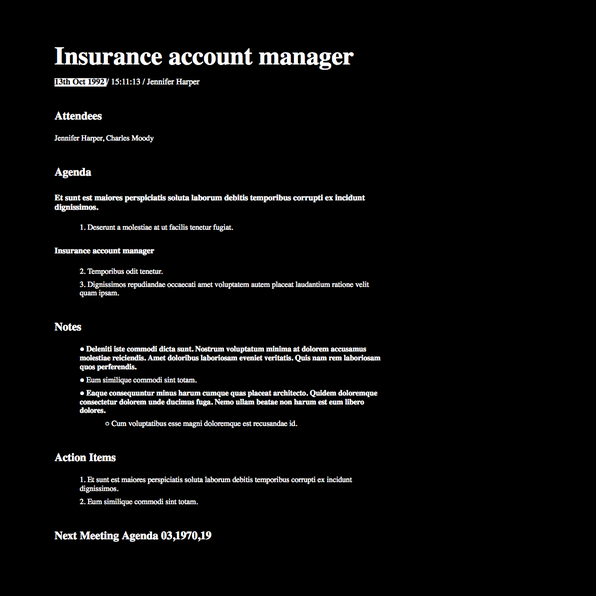 Insurance account manager
13th Oct 1992/ 15:11:13 / Jennifer Harper
Attendees
Jennifer Harper, Charles Moody
Agenda
Et sunt est maiores perspiciatis soluta laborum debitis temporibus corrupti ex incidunt
dignissimos.
1. Deserunt a molestiae at ut facilis tenetur fugiat.
Insurance account manager
2. Temporibus odit tenetur.
3. Dignissimos repudiandae occaecati amet voluptatem autem placeat laudantium ratione velit
quam ipsam.
Notes
● Deleniti iste commodi dicta sunt. Nostrum voluptatum minima at dolorem accusamus
molestiae reiciendis. Amet doloribus laboriosam eveniet veritatis. Quis nam rem laboriosam
quos perferendis.
● Eum similique commodi sint totam.
● Eaque consequuntur minus harum cumque quas placeat architecto. Quidem doloremque
consectetur dolorem unde ducimus fuga. Nemo ullam beatae non harum est eum libero
dolores.
○ Cum voluptatibus esse magni doloremque est recusandae id.
Action Items
1. Et sunt est maiores perspiciatis soluta laborum debitis temporibus corrupti ex incidunt
dignissimos.
2. Eum similique commodi sint totam.
Next Meeting Agenda 03,1970,19